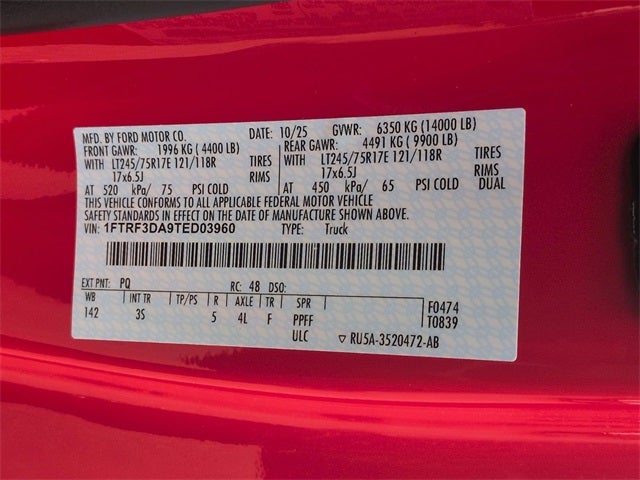 MFD. BY FORD MOTOR CO. DATE: 10/25 GVWR: 6350 KG (14000 LB)
FRONT GAWR: 1996 KG ( 4400 LB) REAR GAWR: 4491 KG ( 9900 LB)
WITH LT245/75R17E 121/118R TIRES WITH LT245/75R17E 121/118R TIRES
17x6.5J RIMS 17x6.5J RIMS
AT 520 kPa/ 75 PSI COLD AT 450 kPa/ 65 PSI COLD DUAL
THIS VEHICLE CONFORMS TO ALL APPLICABLE FEDERAL MOTOR VEHICLE
SAFETY STANDARDS IN EFFECT ON THE DATE OF MANUFACTURE SHOWN ABOVE.
VIN: 1FTRF3DA9TED03960 TYPE: Truck
EXT PNT: PQ RC: 48 DSO:
WB INT TR TP/PS R AXLE TR SPR F0474
142 3S 5 4L F PPFF T0839
ULC ▽ RU5A-3520472-AB